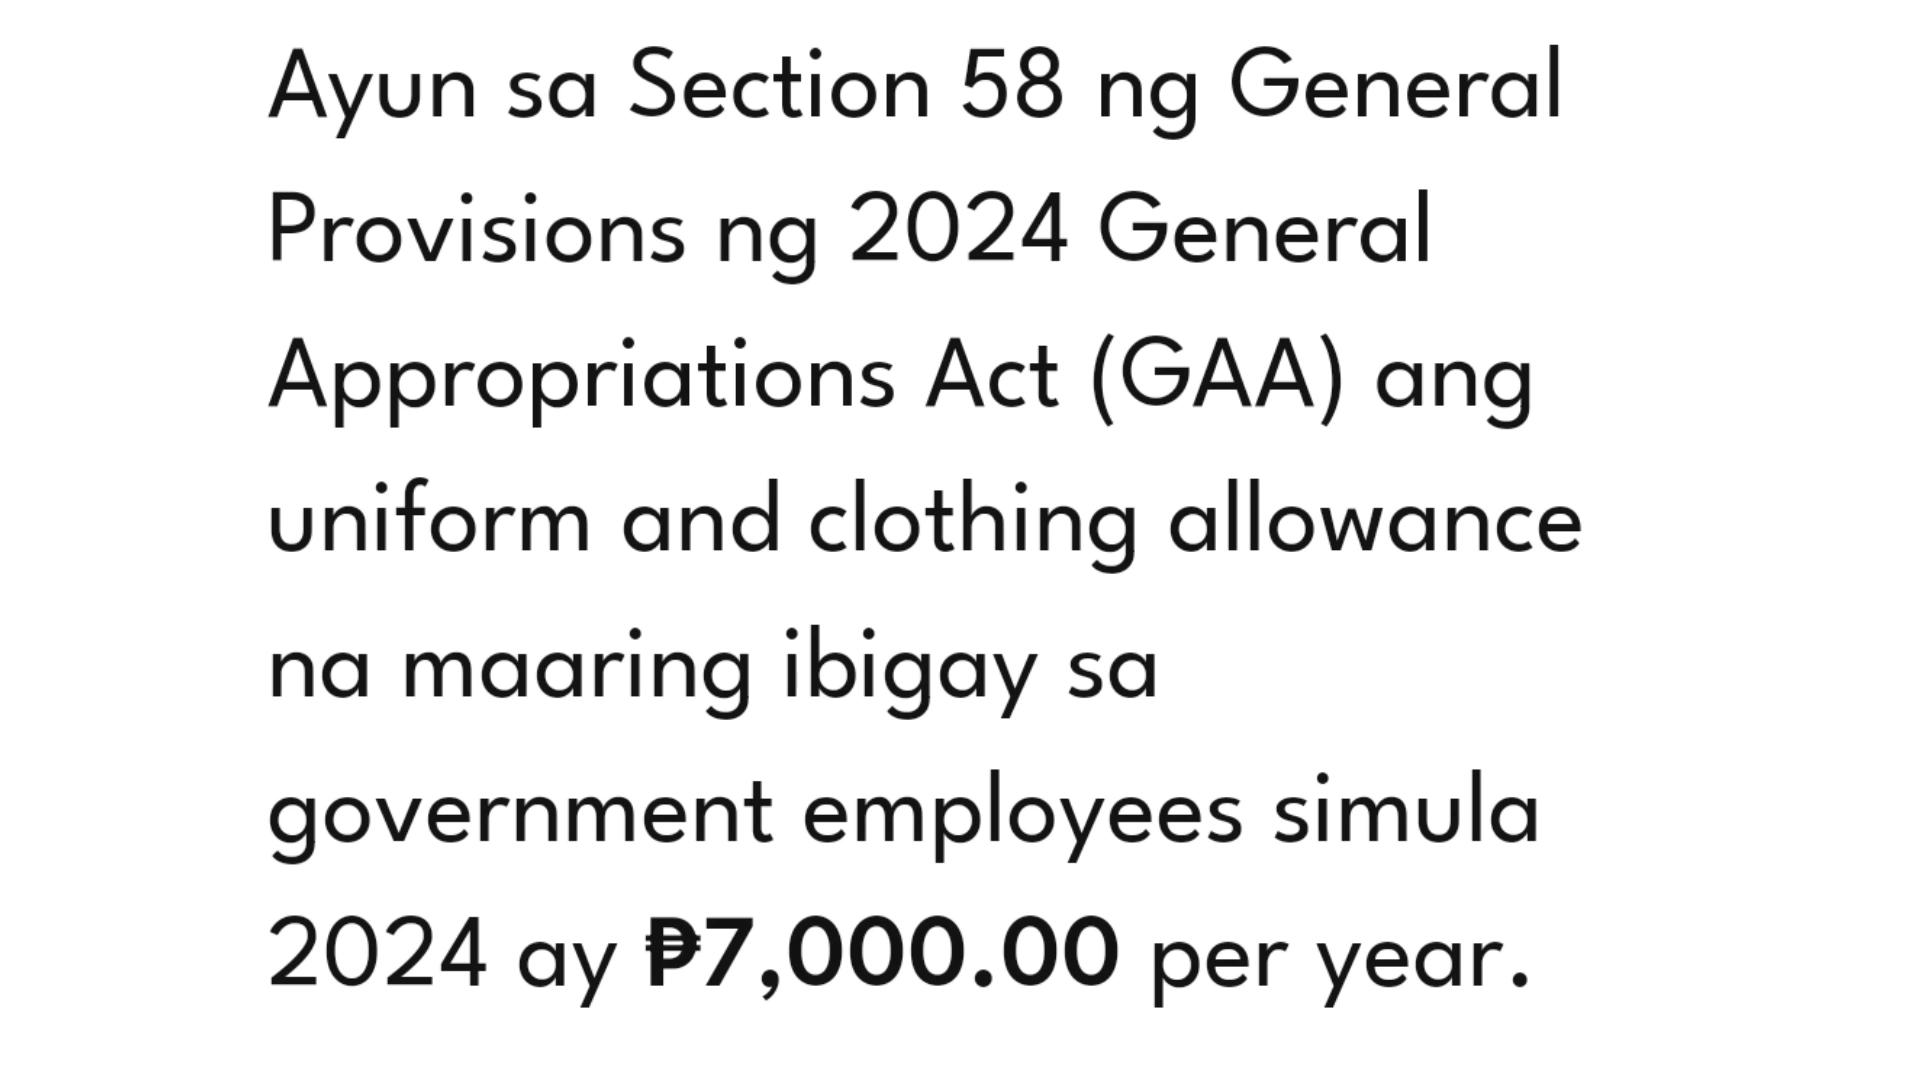 Ayun sa Section 58 ng General
Provisions ng 2024 General
Appropriations Act (GAA) ang
uniform and clothing allowance
na maaring ibigay sa
government employees simula
2024 ay ₱7,000.00 per year.